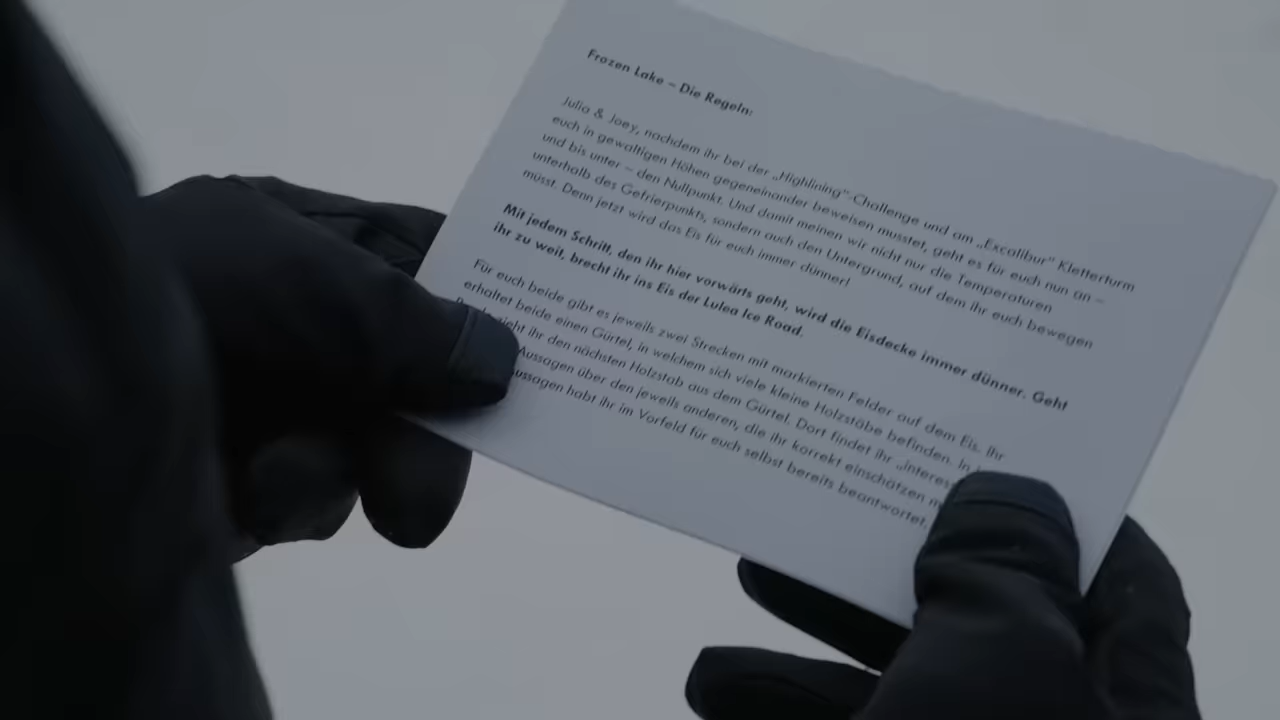 Frozen Lake – Die Regeln:
Julia & Joey, nachdem ihr bei der „Highlining“-Challenge und am „Excalibur“ Kletterturm
euch in gewaltigen Höhen gegeneinander beweisen musstet, geht es für euch nun an –
und bis unter – den Nullpunkt. Und damit meinen wir nicht nur die Temperaturen
unterhalb des Gefrierpunkts, sondern auch den Untergrund, auf dem ihr euch bewegen
müsst. Denn jetzt wird das Eis für euch immer dünner!
Mit jedem Schritt, den ihr hier vorwärts geht, wird die Eisdecke immer dünner. Geht
ihr zu weit, brecht ihr ins Eis der Lulea Ice Road.
Für euch beide gibt es jeweils zwei Strecken mit markierten Felder auf dem Eis. Ihr
erhaltet beide einen Gürtel, in welchem sich viele kleine Holzstäbe befinden. In
zieht ihr den nächsten Holzstab aus dem Gürtel. Dort findet ihr
Aussagen über den jeweils anderen, die ihr korrekt einschätzen
Aussagen habt ihr im Vorfeld für euch selbst bereits beantwortet.